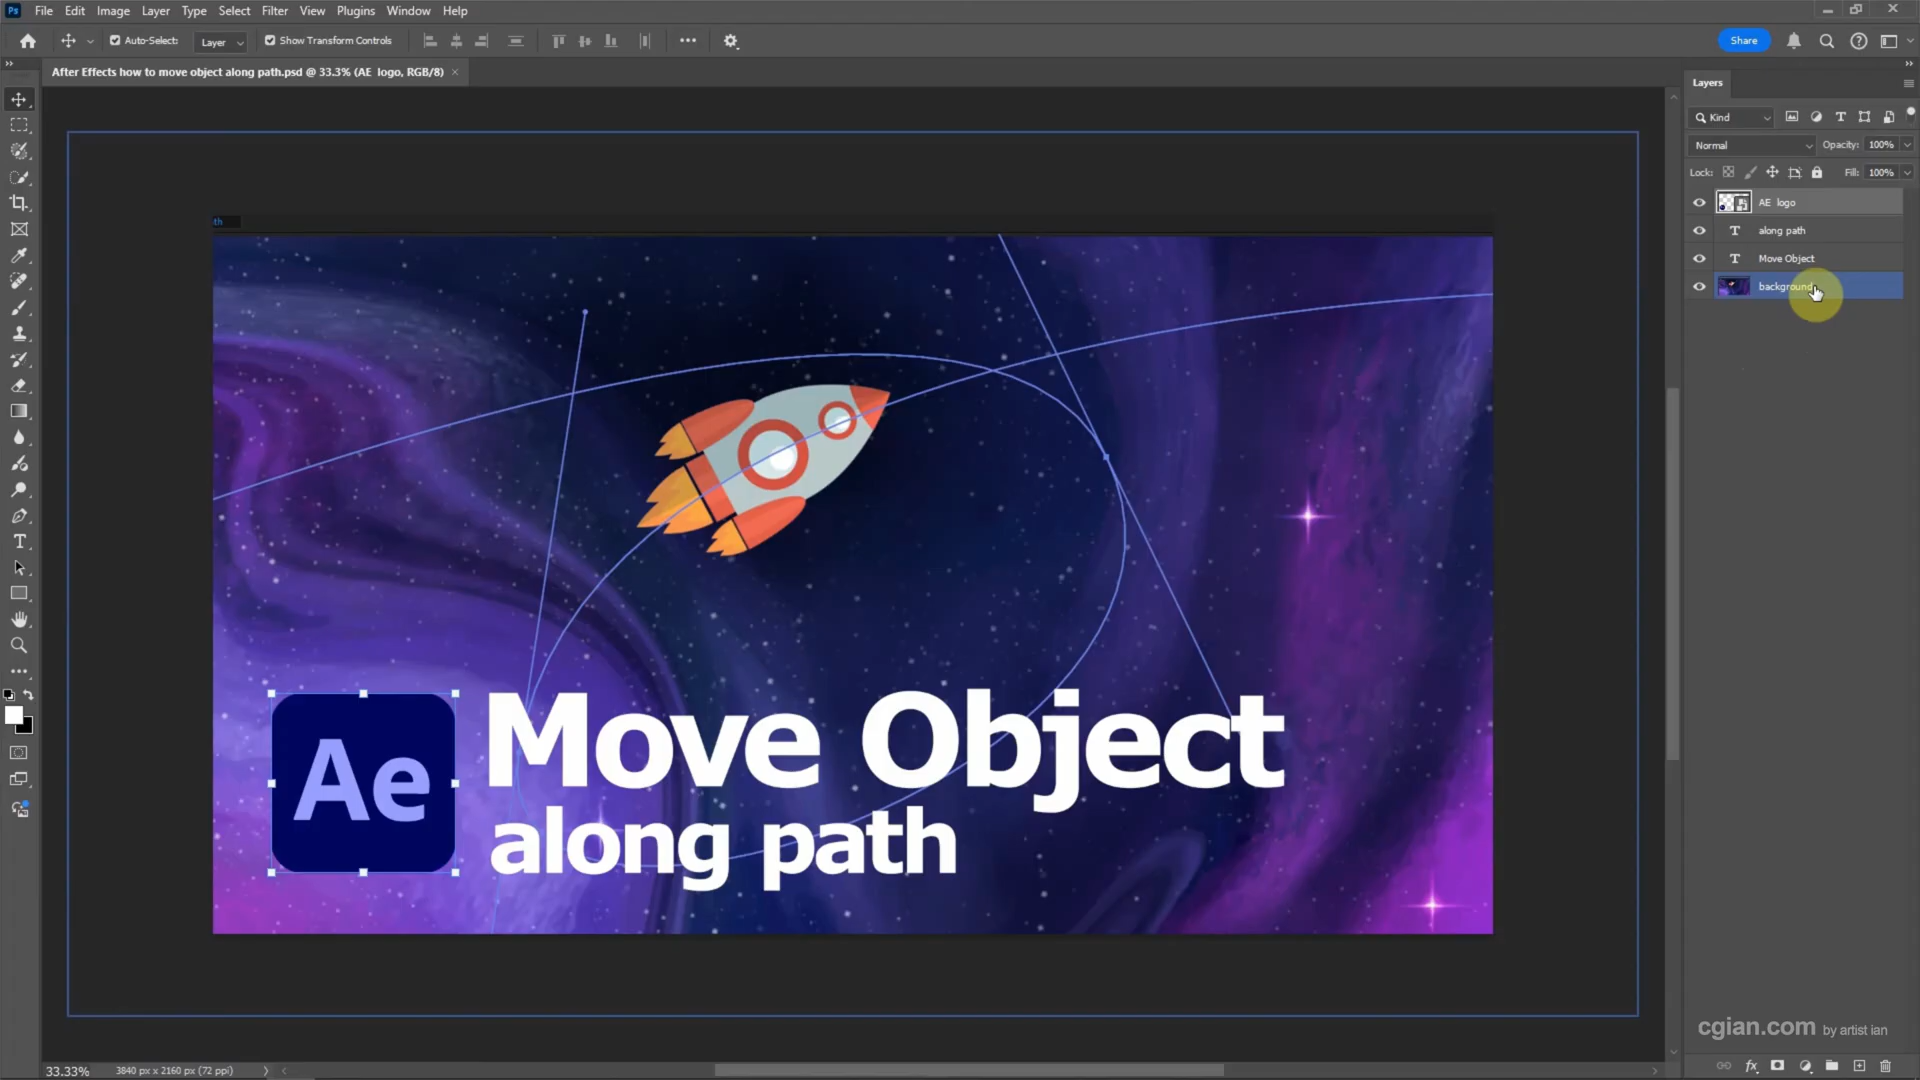 Ps File Edit Image Layer Type Select Filter View Plugins Window Help
Auto-Select: Layer Show Transform Controls Share
After Effects how to move object along path.psd @ 33.3% (AE logo, RGB/8)
Layers
Kind
Normal Opacity: 100%
Lock: Fill: 100%
AE logo
along path
Move Object
background
th
Ae
Move Object
along path
cgian.com by artist ian
33.33% 3840 px x 2160 px (72 ppi)